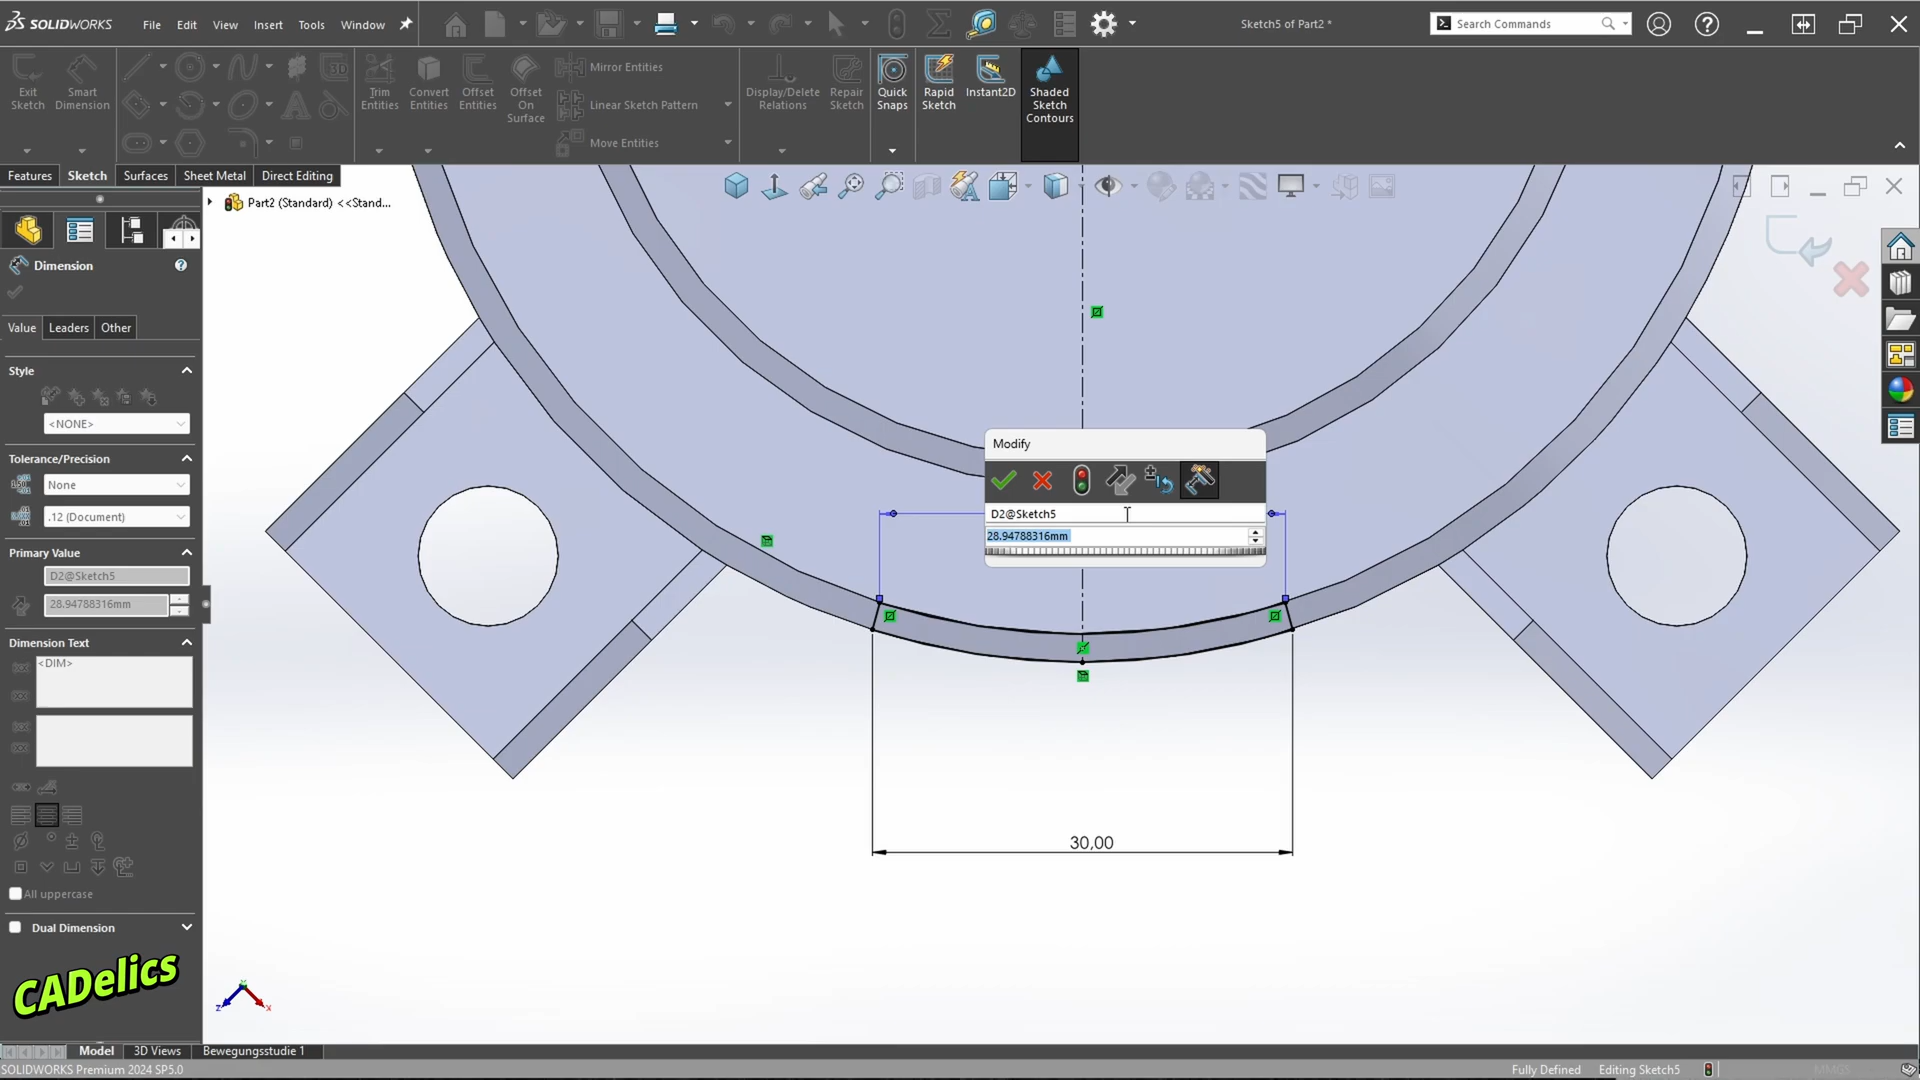 SOLIDWORKS File Edit View Insert Tools Window
Sketch5 of Part2 *
Search Commands
Exit Sketch
Smart Dimension
Trim Entities
Convert Entities
Offset Entities
Offset On Surface
Mirror Entities
Linear Sketch Pattern
Move Entities
Display/Delete Relations
Repair Sketch
Quick Snaps
Rapid Sketch
Instant2D
Shaded Sketch Contours
Features Sketch Surfaces Sheet Metal Direct Editing
Part2 (Standard) <<Stand...
Dimension
Value Leaders Other
Style
<NONE>
Tolerance/Precision
None
.12 (Document)
Primary Value
D2@Sketch5
28.94788316mm
Dimension Text
<DIM>
All uppercase
Dual Dimension
CADelics
Modify
D2@Sketch5
28.94788316mm
30,00
Model 3D Views Bewegungsstudie 1
SOLIDWORKS Premium 2024 SP5.0
Fully Defined Editing Sketch5 MMGS